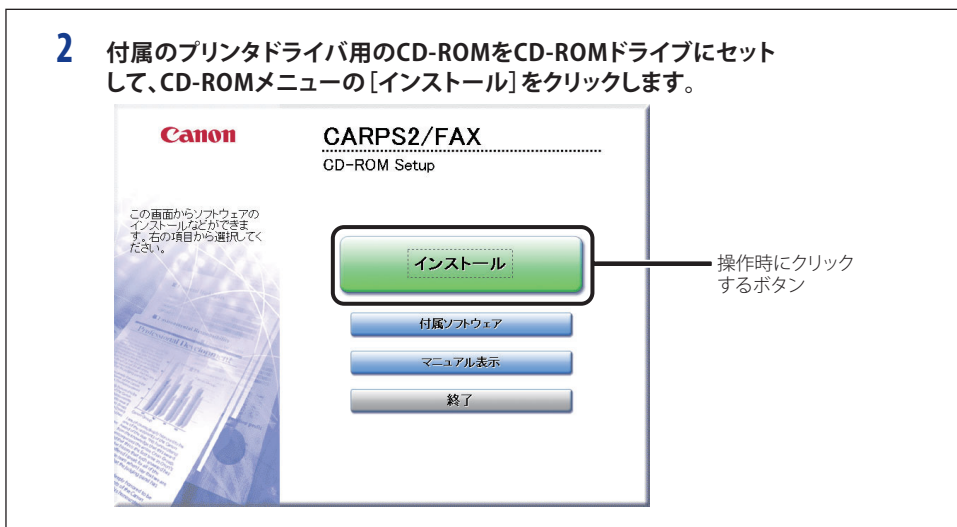 2 付属のプリンタドライバ用のCD-ROMをCD-ROMドライブにセット
して、CD-ROMメニューの［インストール］をクリックします。
Canon
CARPS2/FAX
CD-ROM Setup
この画面からソフトウェアの
インストールなどができま
す。右の項目から選択してく
ださい。
インストール
操作時にクリック
するボタン
付属ソフトウェア
マニュアル表示
終了